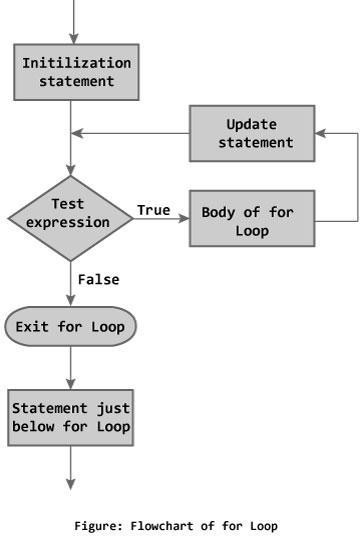 Initilization
statement
Update
statement
Test
expression
True
Body of for
Loop
False
Exit for Loop
Statement just
below for Loop
Figure: Flowchart of for Loop